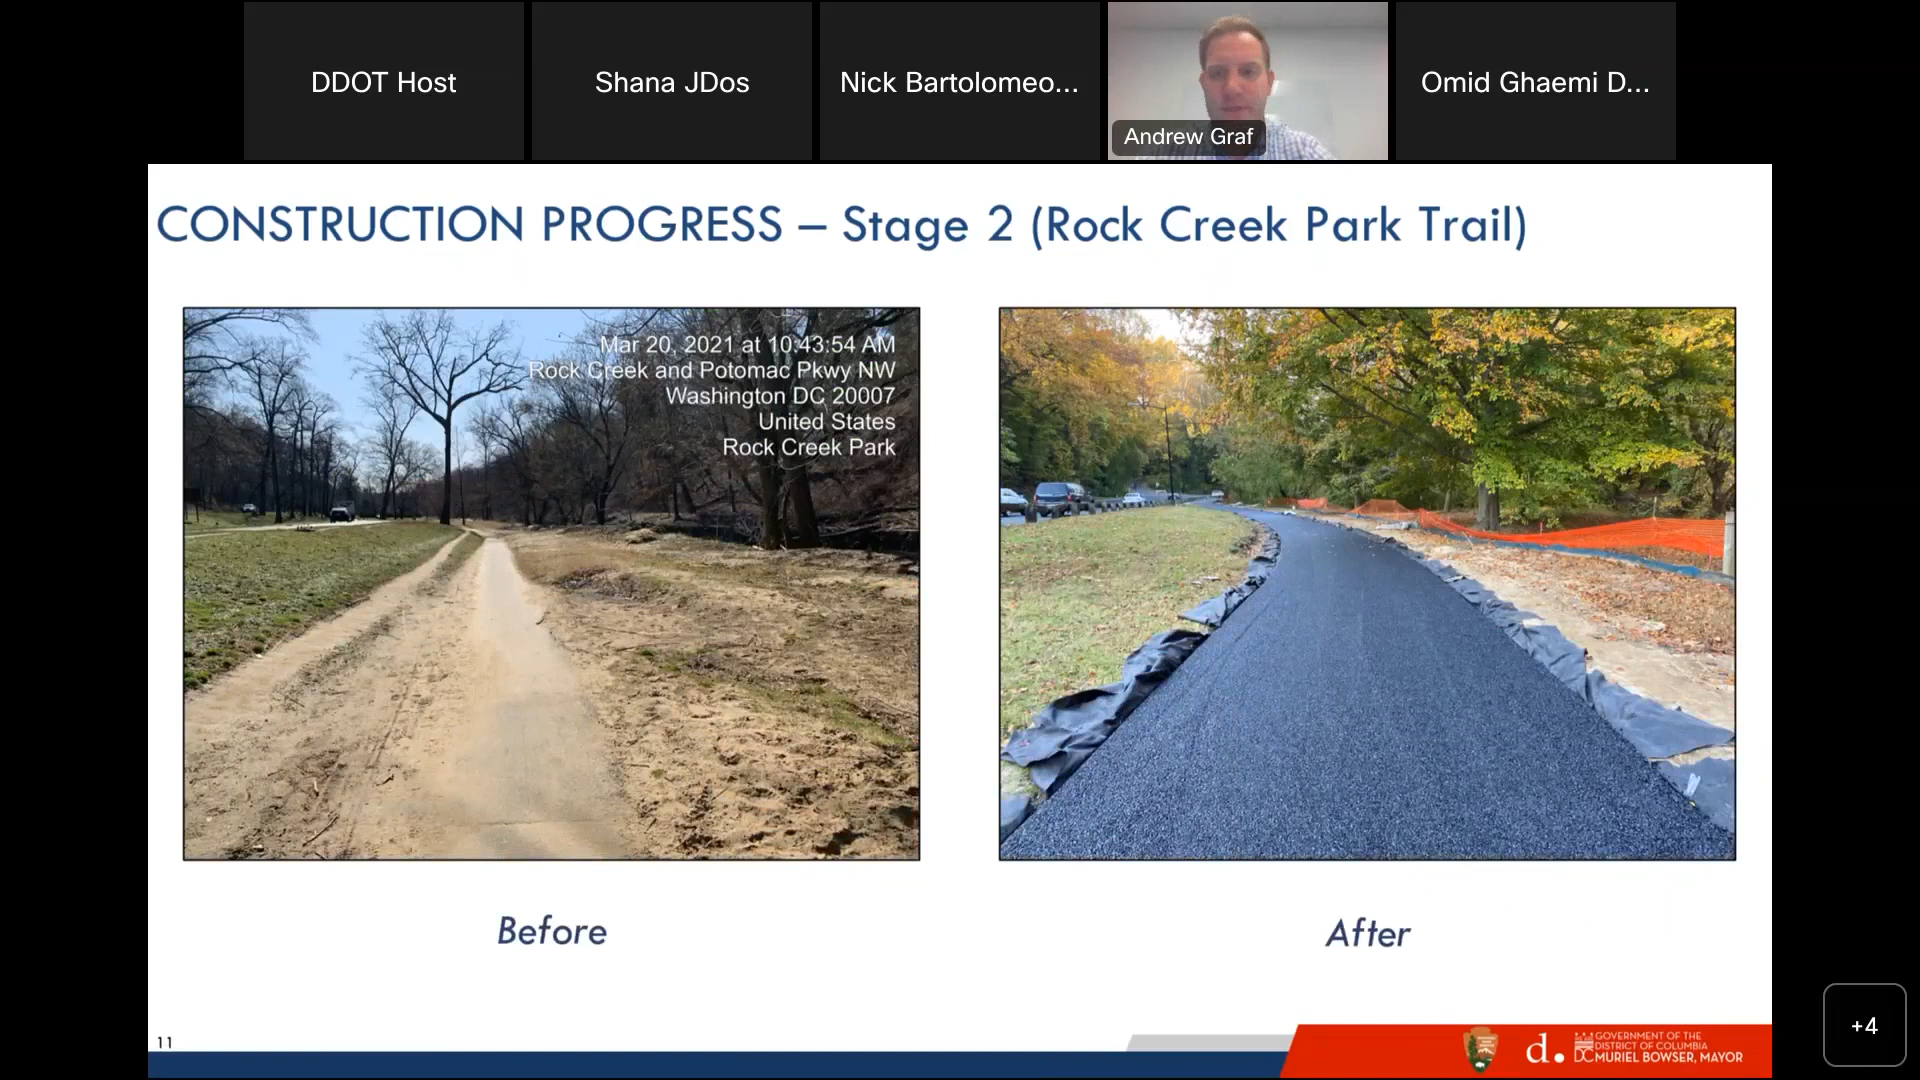 DDOT Host
Shana JDos
Nick Bartolomeo...
Andrew Graf
Omid Ghaemi D...
CONSTRUCTION PROGRESS – Stage 2 (Rock Creek Park Trail)
Mar 20, 2021 at 10:43:54 AM
Rock Creek and Potomac Pkwy NW
Washington DC 20007
United States
Rock Creek Park
Before
After
11
d.
GOVERNMENT OF THE
DISTRICT OF COLUMBIA
DC MURIEL BOWSER, MAYOR
+4